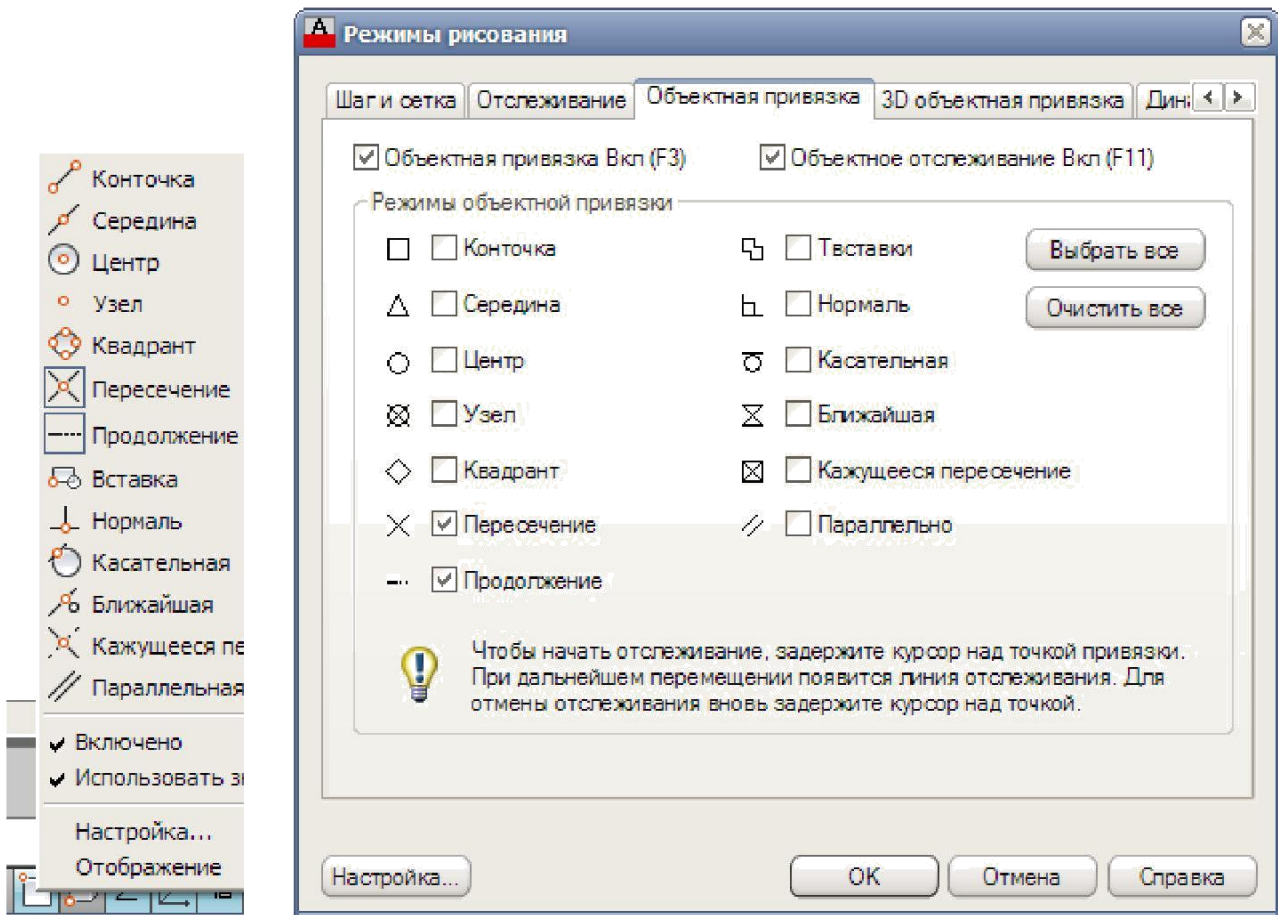 Конточка
Середина
Центр
Узел
Квадрант
Пересечение
Продолжение
Вставка
Нормаль
Касательная
Ближайшая
Кажущееся пе
Параллельная
Включено
Использовать
Настройка...
Отображение
Режимы рисования
Шаг и сетка Отслеживание Объектная привязка 3D объектная привязка Дин
Объектная привязка Вкл (F3) Объектное отслеживание Вкл (F11)
Режимы объектной привязки
Конточка Твставки Выбрать все
Середина Нормаль Очистить все
Центр Касательная
Узел Ближайшая
Квадрант Кажущееся пересечение
Пересечение Параллельно
Продолжение
Чтобы начать отслеживание, задержите курсор над точкой привязки.
При дальнейшем перемещении появится линия отслеживания. Для
отмены отслеживания вновь задержите курсор над точкой.
Настройка... OK Отмена Справка